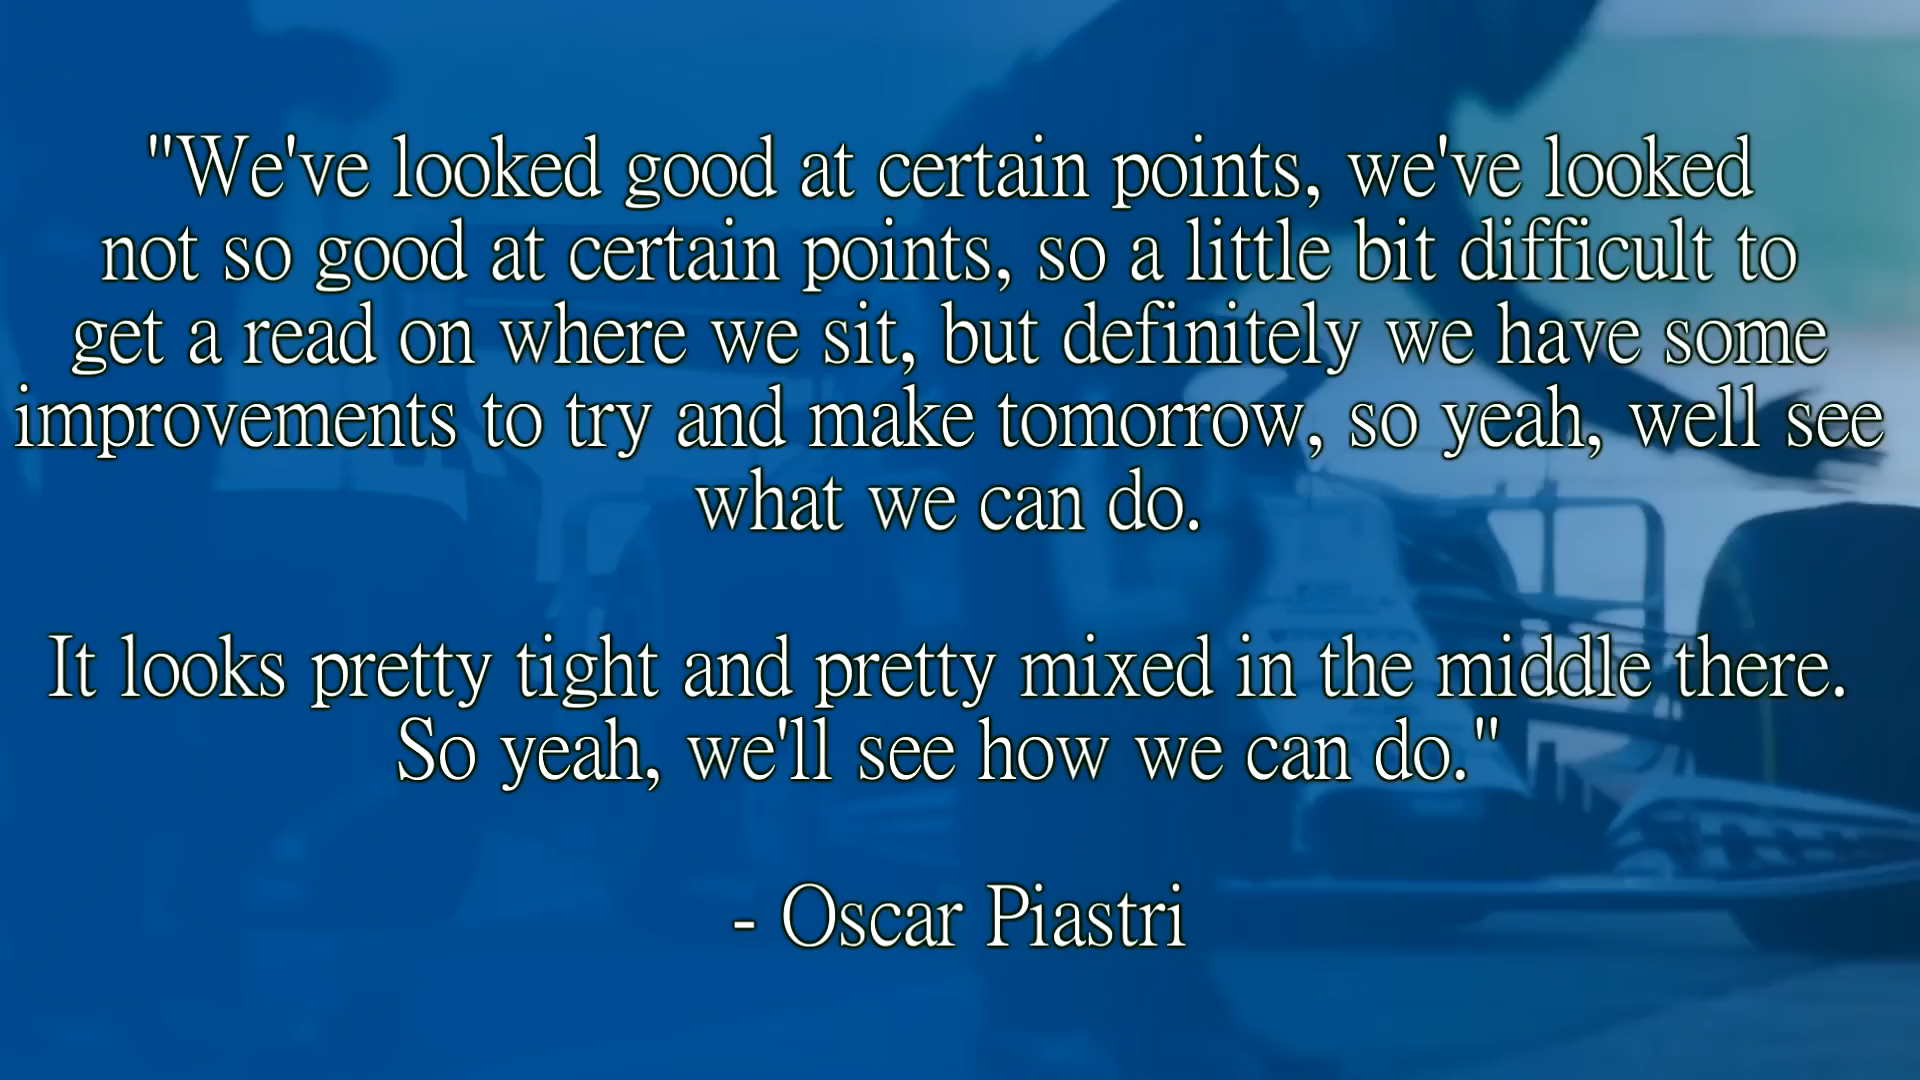 "We've looked good at certain points, we've looked
not so good at certain points, so a little bit difficult to
get a read on where we sit, but definitely we have some
improvements to try and make tomorrow, so yeah, well see
what we can do.
It looks pretty tight and pretty mixed in the middle there.
So yeah, we'll see how we can do."
- Oscar Piastri